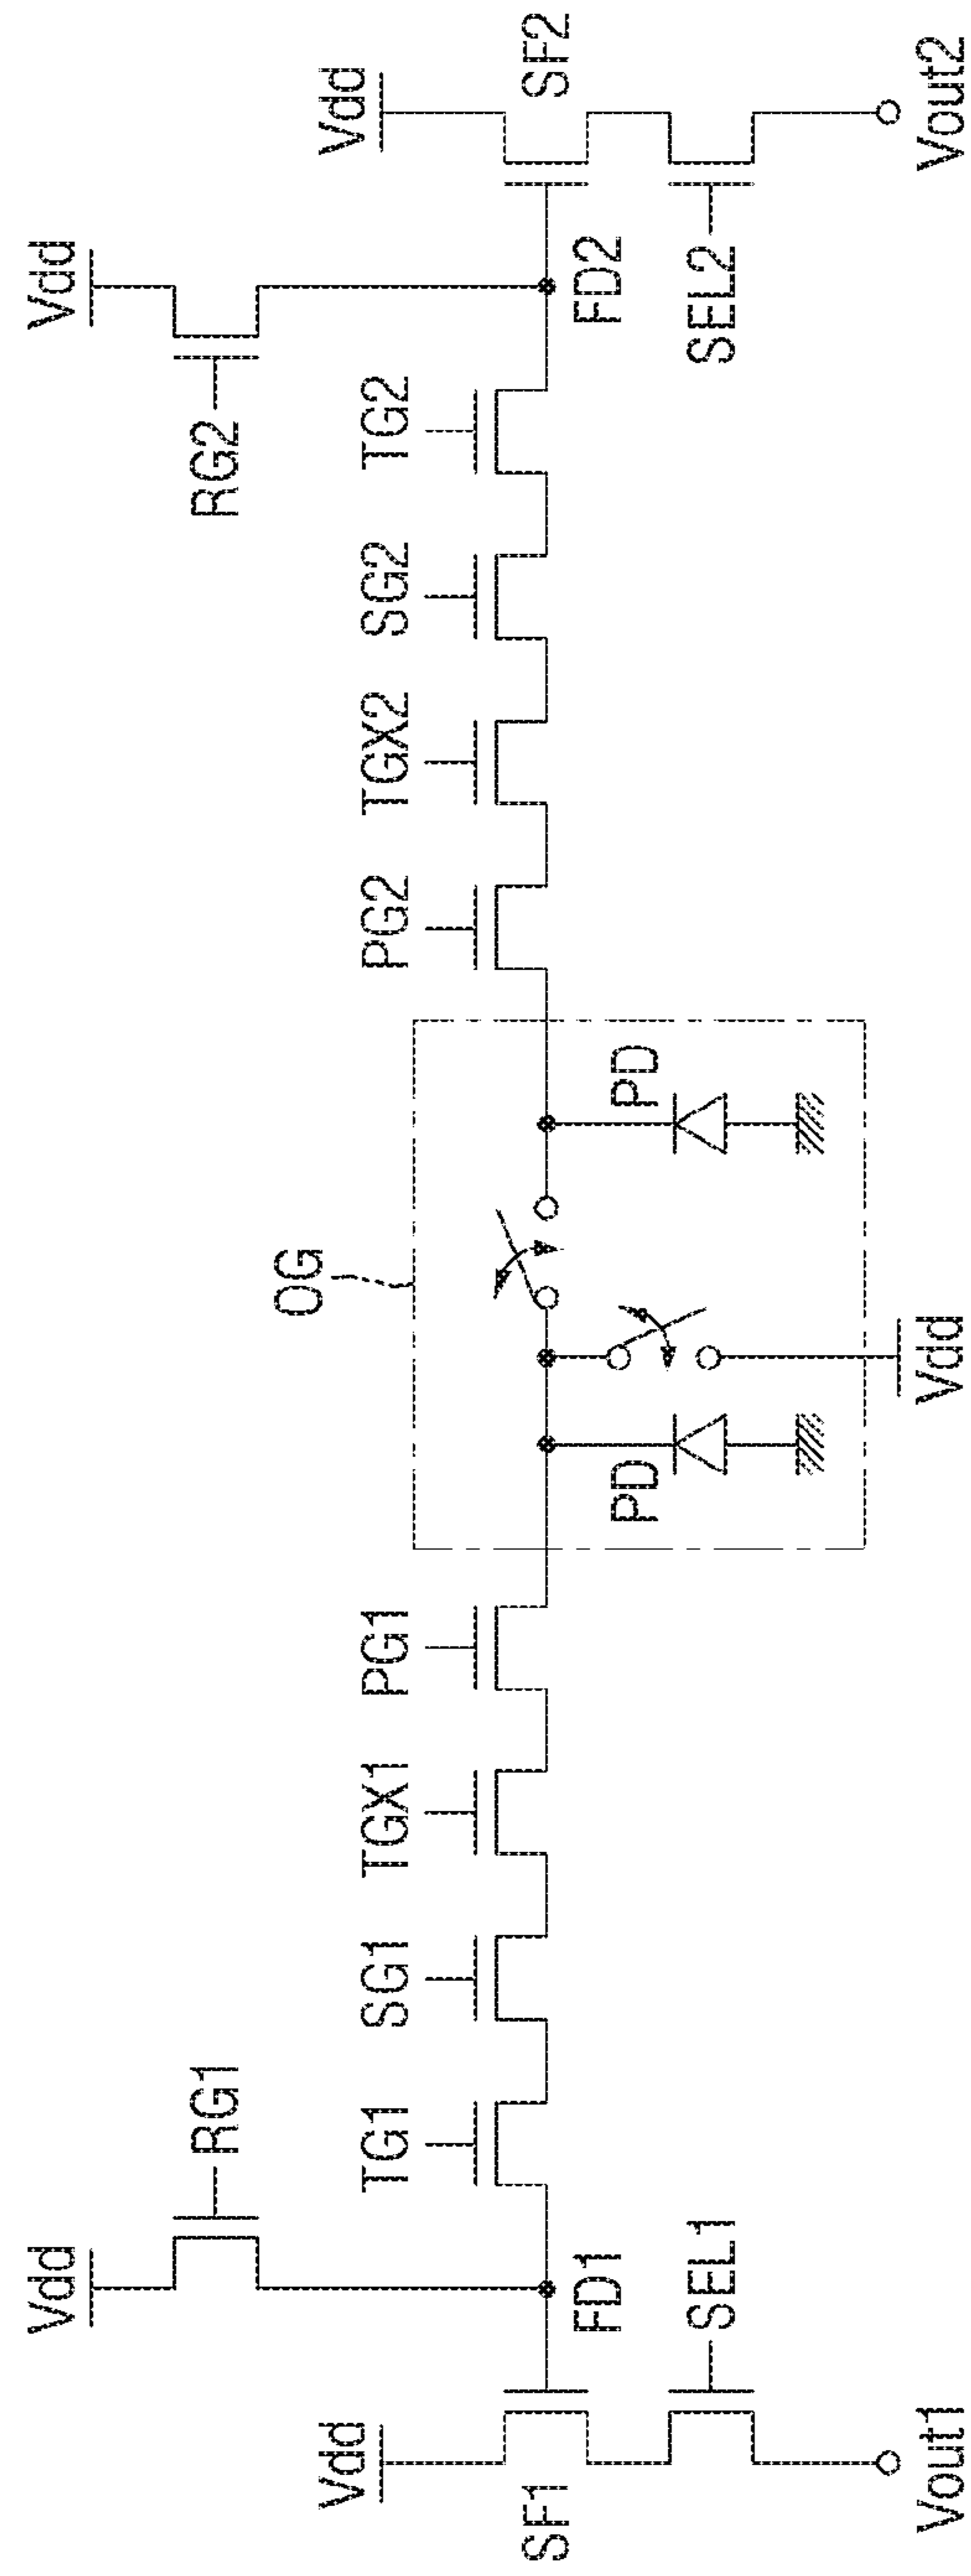 Vdd
Vdd
RG1
RG2
Vdd
Vdd
TG1
SG1
TGX1
PG1
OG
PG2
TGX2
SG2
TG2
SF1
FD1
SEL1
PD
PD
FD2
SEL2
SF2
Vout1
Vdd
Vout2